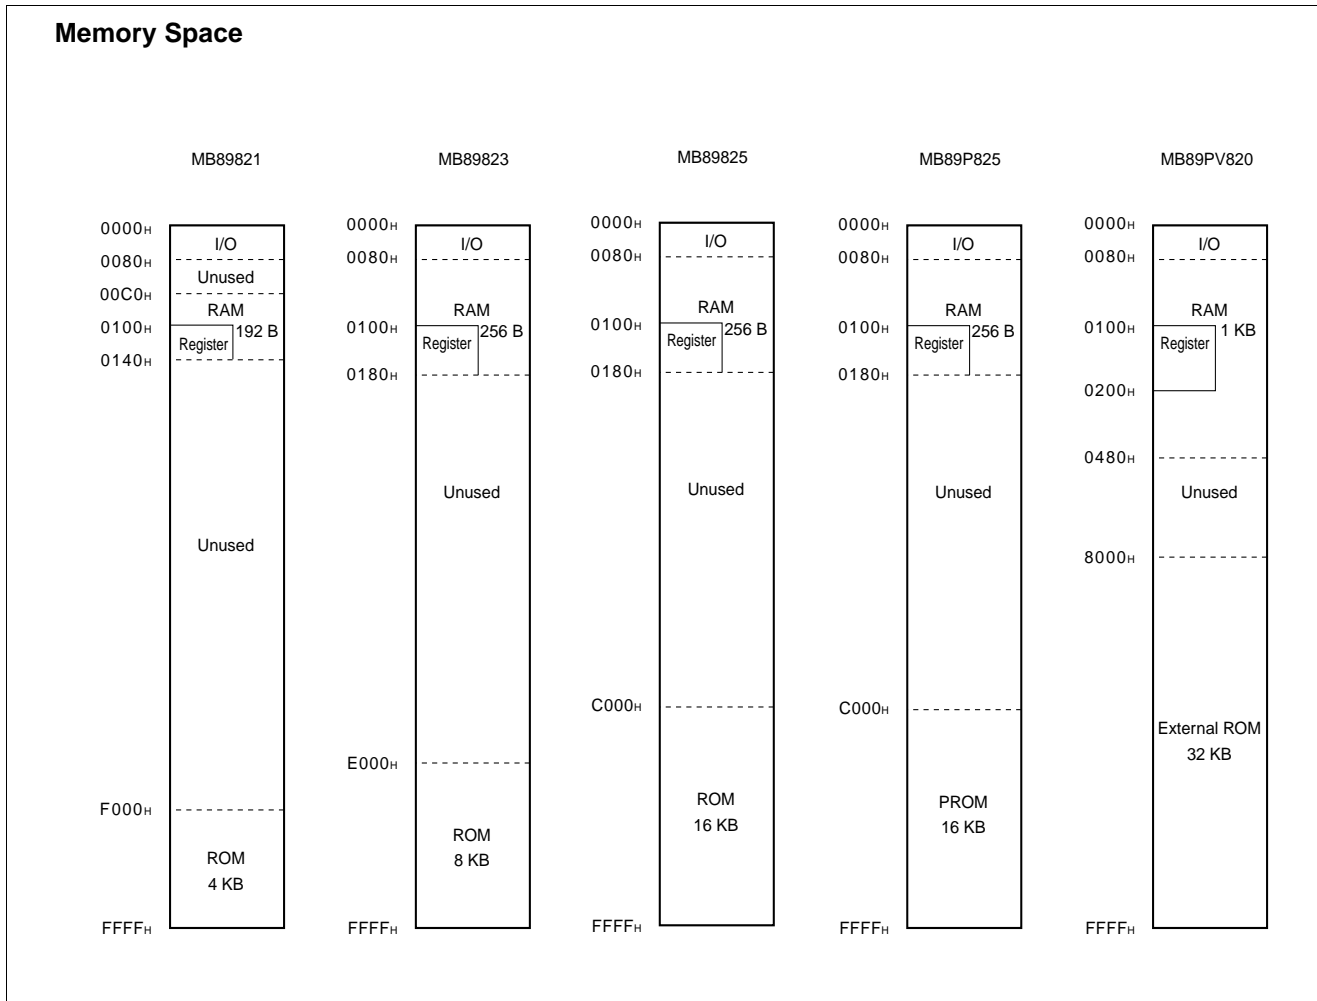 Memory Space
MB89821
0000H
I/O
0080H
Unused
00C0H
RAM
0100H
192 B
Register
0140H
Unused
F000H
ROM
4 KB
FFFFH
MB89823
0000H
I/O
0080H
RAM
0100H
256 B
Register
0180H
Unused
E000H
ROM
8 KB
FFFFH
MB89825
0000H
I/O
0080H
RAM
0100H
256 B
Register
0180H
Unused
C000H
ROM
16 KB
FFFFH
MB89P825
0000H
I/O
0080H
RAM
0100H
256 B
Register
0180H
Unused
C000H
PROM
16 KB
FFFFH
MB89PV820
0000H
I/O
0080H
RAM
0100H
1 KB
Register
0200H
0480H
Unused
8000H
External ROM
32 KB
FFFFH